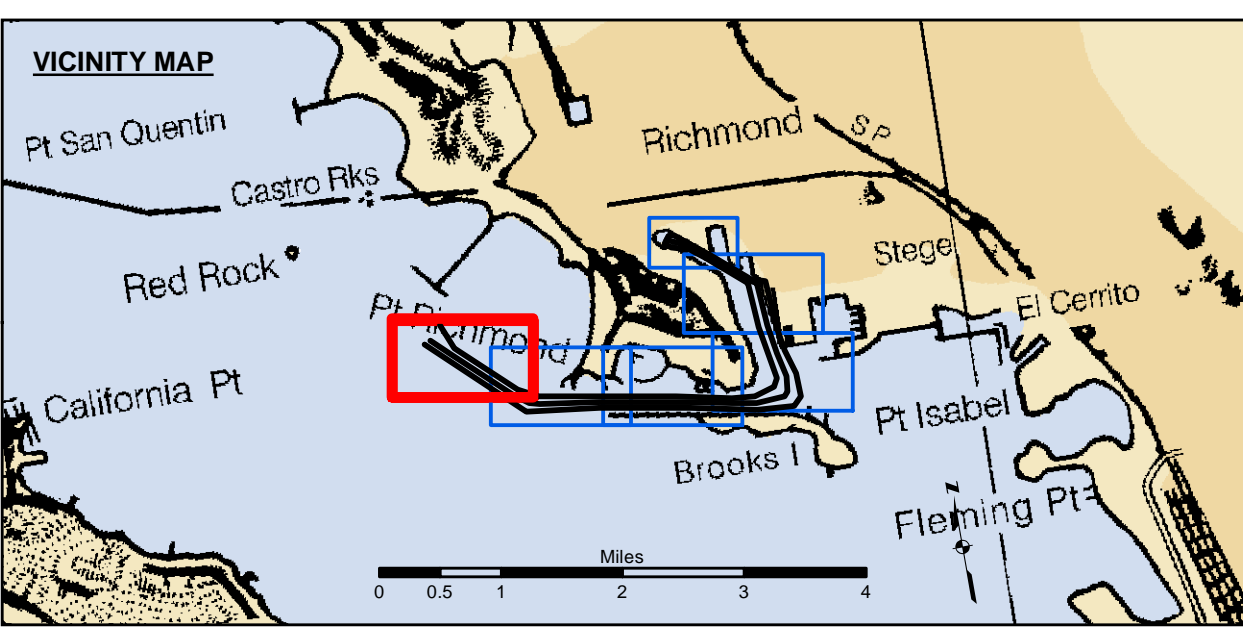 VICINITY MAP
Pt San Quentin
Richmond
S P
Castro Rks
Stege
Red Rock
El Cerrito
Pt Richmond
California Pt
Pt Isabel
Brooks I
Fleming Pt
N
Miles
0 0.5 1 2 3 4